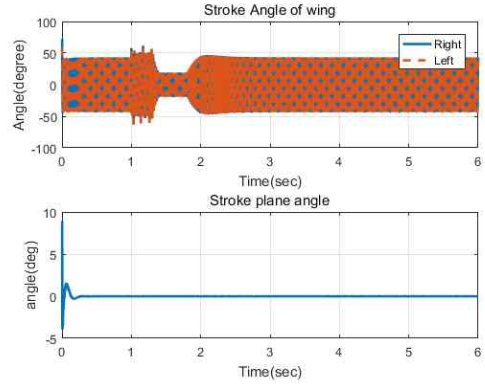 Stroke Angle of wing
100
50
0
-50
-100
Angle(degree)
Right
Left
0 1 2 3 4 5 6
Time(sec)
Stroke plane angle
10
5
0
-5
angle(deg)
0 1 2 3 4 5 6
Time(sec)